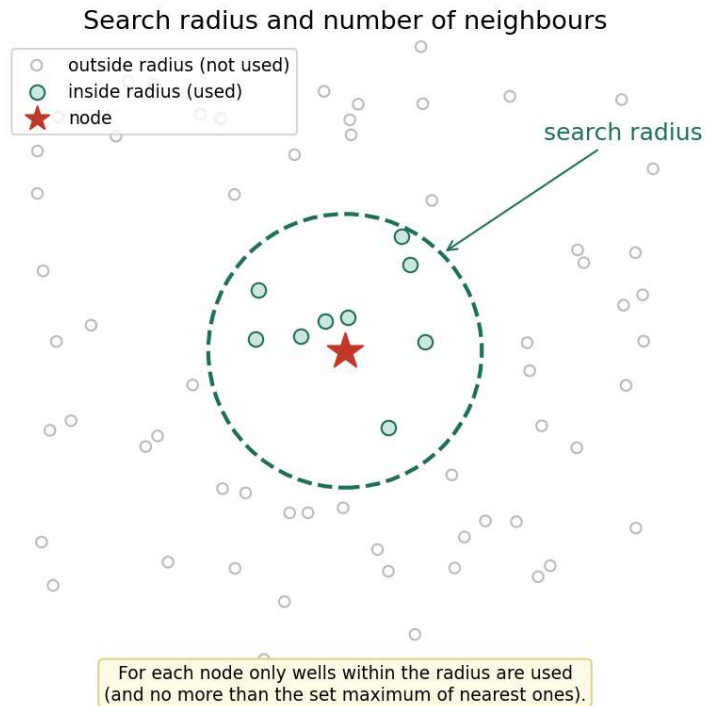 Search radius and number of neighbours
outside radius (not used)
inside radius (used)
node
search radius
For each node only wells within the radius are used
(and no more than the set maximum of nearest ones).